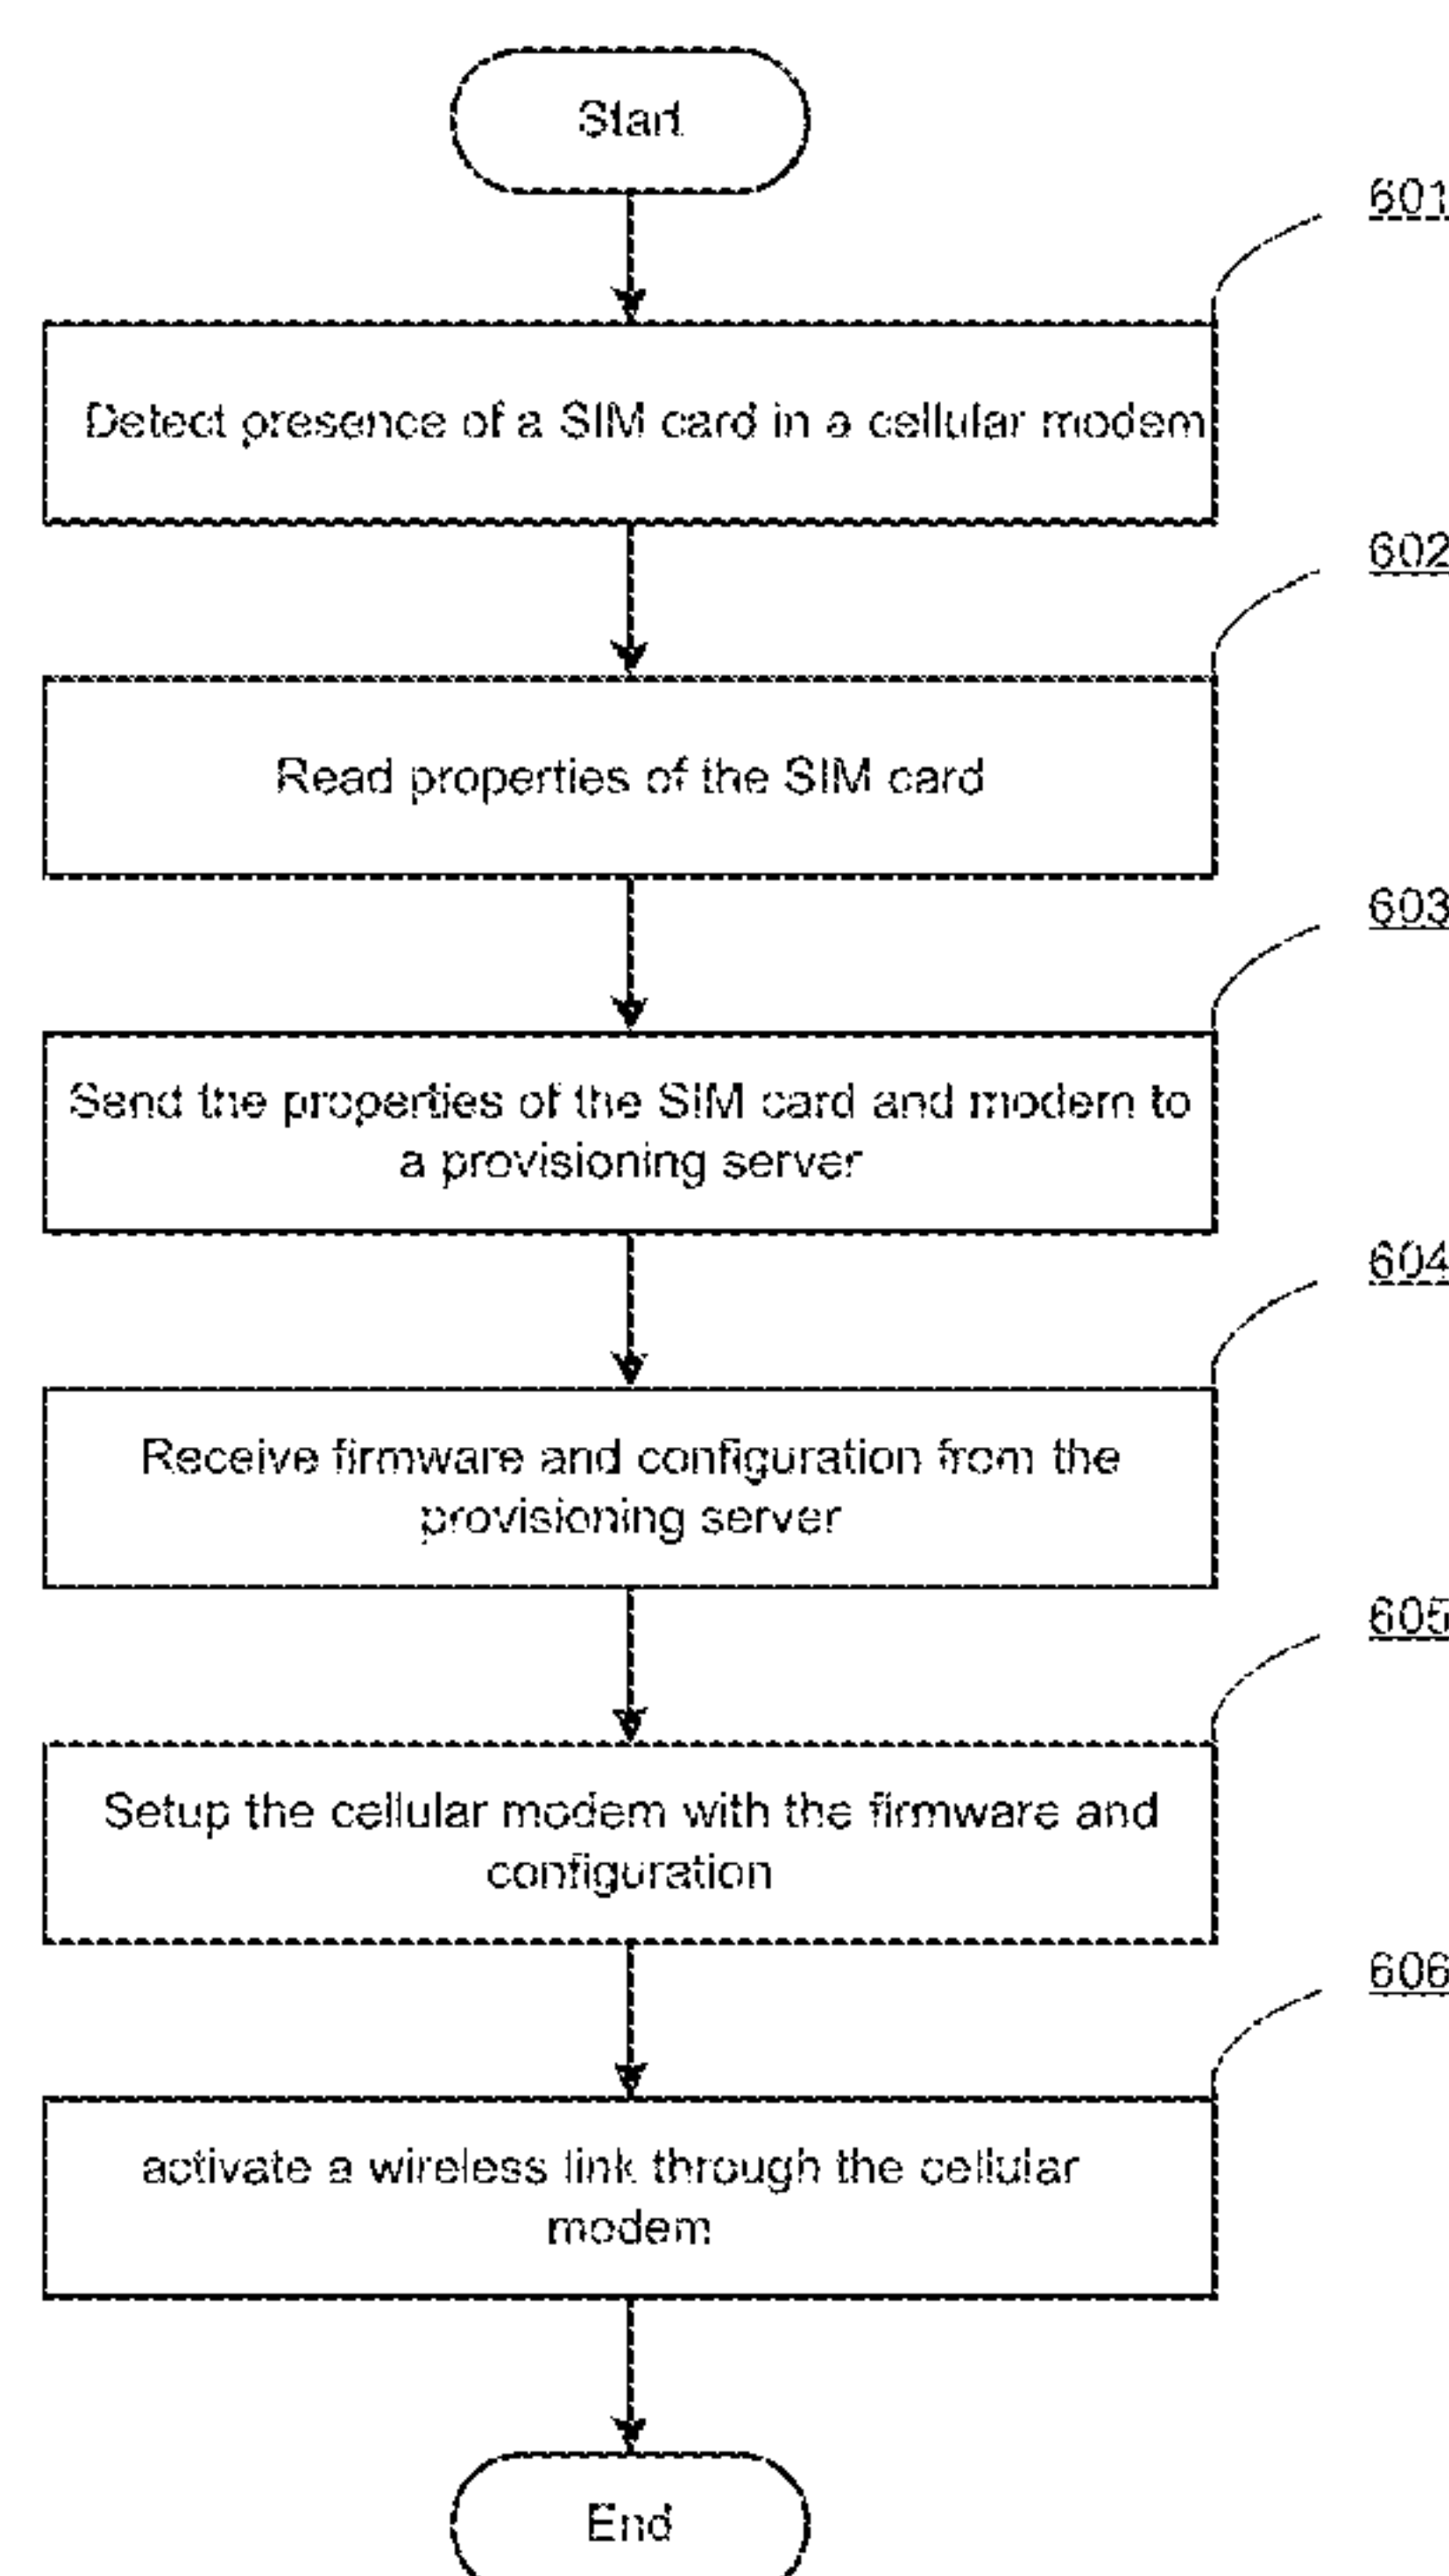 Start
601
Detect presence of a SIM card in a cellular modem
602
Read properties of the SIM card
603
Send the properties of the SIM card and modem to
a provisioning server
604
Receive firmware and configuration from the
provisioning server
605
Setup the cellular modem with the firmware and
configuration
606
activate a wireless link through the cellular
modem
End